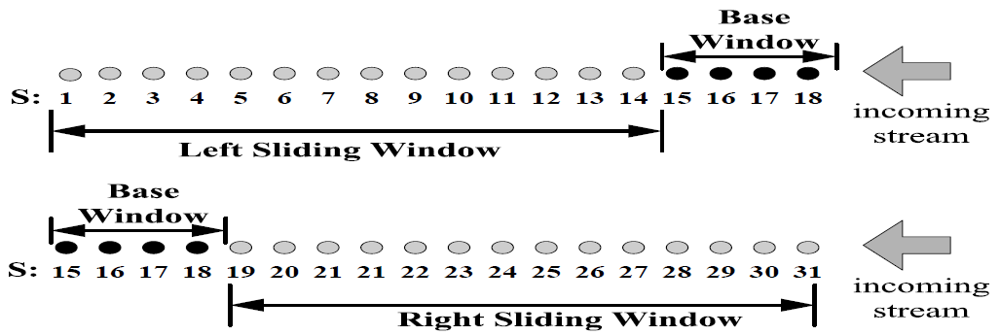 Base
Window
S: 1 2 3 4 5 6 7 8 9 10 11 12 13 14 15 16 17 18
incoming
stream
Left Sliding Window
Base
Window
S: 15 16 17 18 19 20 21 21 22 23 24 25 26 27 28 29 30 31
incoming
stream
Right Sliding Window